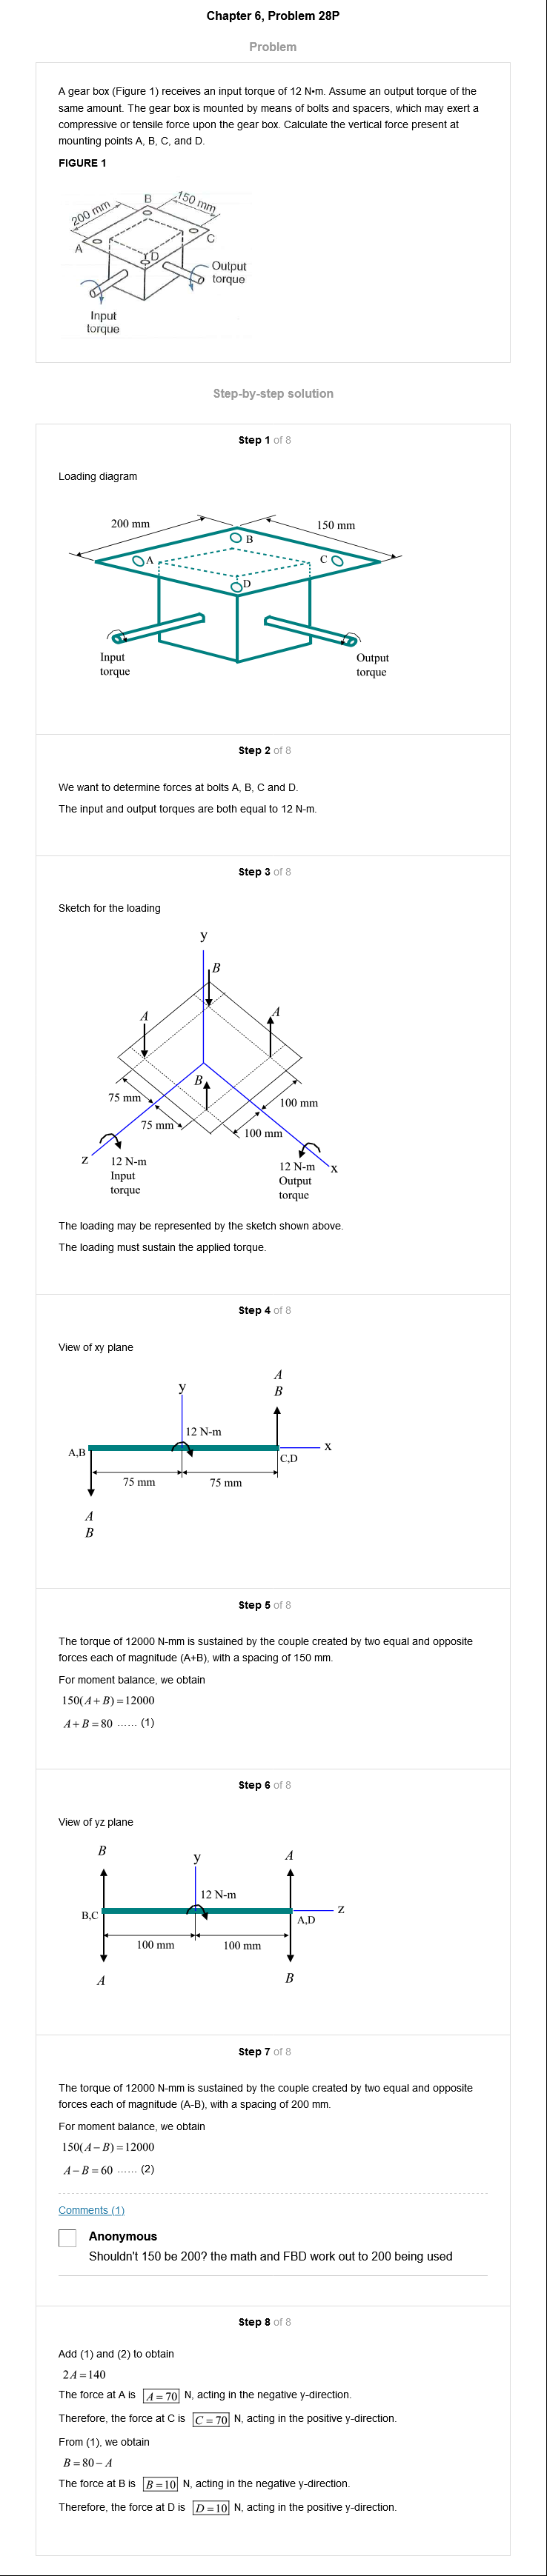 Chapter 6, Problem 28P
Problem
A gear box (Figure 1) receives an input torque of 12 N•m. Assume an output torque of the
same amount. The gear box is mounted by means of bolts and spacers, which may exert a
compressive or tensile force upon the gear box. Calculate the vertical force present at
mounting points A, B, C, and D.
FIGURE 1
200 mm
B
150 mm
A
C
D
Output
torque
Input
torque
Step-by-step solution
Step 1 of 8
Loading diagram
200 mm
150 mm
B
A
C
D
Input
torque
Output
torque
Step 2 of 8
We want to determine forces at bolts A, B, C and D.
The input and output torques are both equal to 12 N-m.
Step 3 of 8
Sketch for the loading
y
B
A
A
B
75 mm
100 mm
75 mm
100 mm
z
12 N-m
Input
torque
12 N-m
Output
torque
x
The loading may be represented by the sketch shown above.
The loading must sustain the applied torque.
Step 4 of 8
View of xy plane
A
B
y
12 N-m
A,B
x
C,D
75 mm
75 mm
A
B
Step 5 of 8
The torque of 12000 N-mm is sustained by the couple created by two equal and opposite
forces each of magnitude (A+B), with a spacing of 150 mm.
For moment balance, we obtain
150(A+B)=12000
A+B=80 ...... (1)
Step 6 of 8
View of yz plane
B
y
A
12 N-m
B,C
z
A,D
100 mm
100 mm
A
B
Step 7 of 8
The torque of 12000 N-mm is sustained by the couple created by two equal and opposite
forces each of magnitude (A-B), with a spacing of 200 mm.
For moment balance, we obtain
150(A−B)=12000
A−B=60 ...... (2)
Comments (1)
Anonymous
Shouldn't 150 be 200? the math and FBD work out to 200 being used
Step 8 of 8
Add (1) and (2) to obtain
2A=140
The force at A is A=70 N, acting in the negative y-direction.
Therefore, the force at C is C=70 N, acting in the positive y-direction.
From (1), we obtain
B=80−A
The force at B is B=10 N, acting in the negative y-direction.
Therefore, the force at D is D=10 N, acting in the positive y-direction.